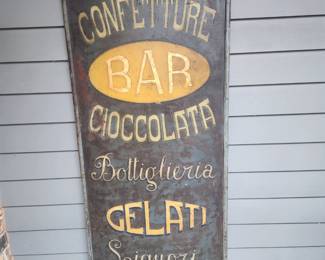 CONFETTURE
BAR
CIOCCOLATA
Bottiglieria
GELATI